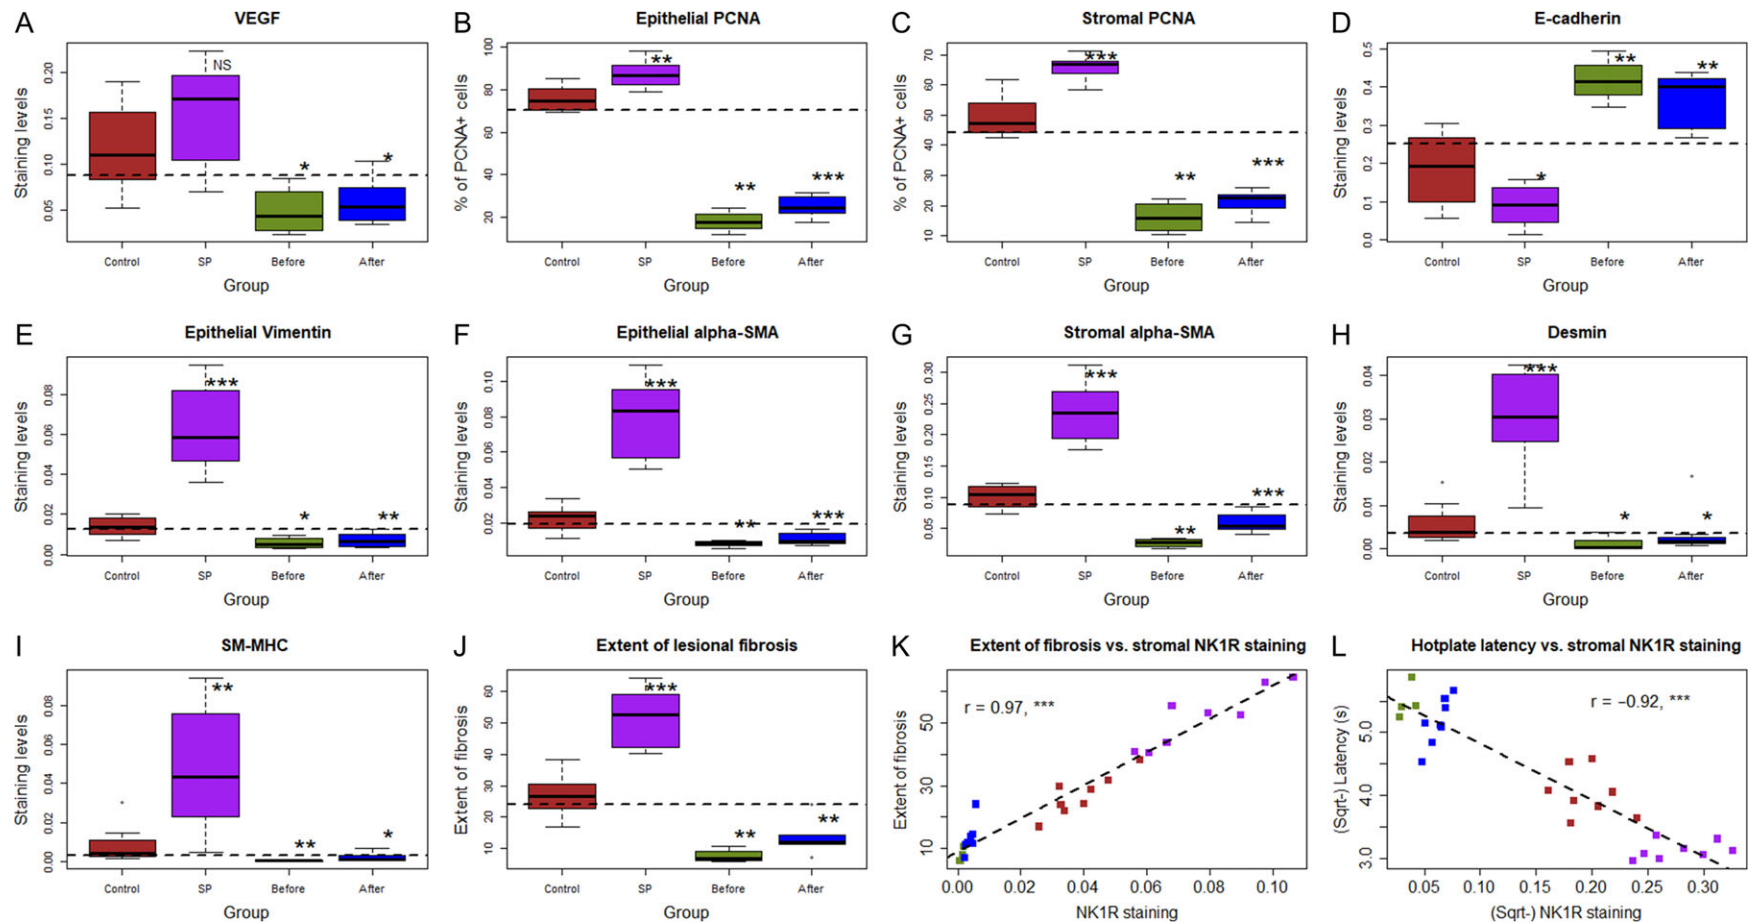 A VEGF
Staining levels
0.05 0.10 0.15 0.20
NS
*
*
Control SP Before After
Group
B Epithelial PCNA
% of PCNA+ cells
20 40 60 80 100
**
**
***
Control SP Before After
Group
C Stromal PCNA
% of PCNA+ cells
10 20 30 40 50 60 70
***
**
***
Control SP Before After
Group
D E-cadherin
Staining levels
0.0 0.1 0.2 0.3 0.4 0.5
*
**
**
Control SP Before After
Group
E Epithelial Vimentin
Staining levels
0.00 0.02 0.04 0.06 0.08
***
*
**
Control SP Before After
Group
F Epithelial alpha-SMA
Staining levels
0.02 0.04 0.06 0.08 0.10
***
**
***
Control SP Before After
Group
G Stromal alpha-SMA
Staining levels
0.05 0.10 0.15 0.20 0.25 0.30
***
**
***
Control SP Before After
Group
H Desmin
Staining levels
0.00 0.01 0.02 0.03 0.04
***
*
*
Control SP Before After
Group
I SM-MHC
Staining levels
0.00 0.02 0.04 0.06 0.08
**
**
*
Control SP Before After
Group
J Extent of lesional fibrosis
Extent of fibrosis
10 20 30 40 50 60
***
**
**
Control SP Before After
Group
K Extent of fibrosis vs. stromal NK1R staining
Extent of fibrosis
10 30 50
r = 0.97, ***
0.00 0.02 0.04 0.06 0.08 0.10
NK1R staining
L Hotplate latency vs. stromal NK1R staining
(Sqrt-) Latency (s)
3.0 4.0 5.0
r = −0.92, ***
0.05 0.10 0.15 0.20 0.25 0.30
(Sqrt-) NK1R staining